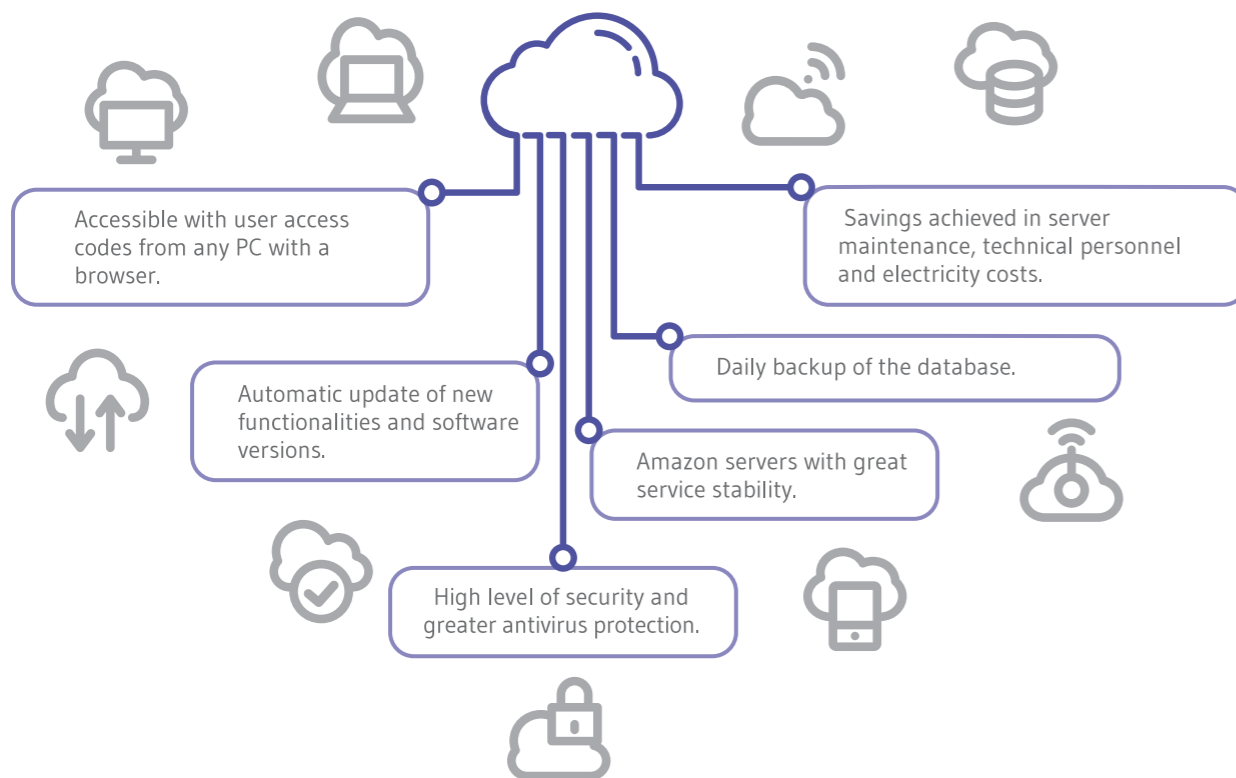 Accessible with user access
codes from any PC with a
browser.
Savings achieved in server
maintenance, technical personnel
and electricity costs.
Automatic update of new
functionalities and software
versions.
Daily backup of the database.
Amazon servers with great
service stability.
High level of security and
greater antivirus protection.